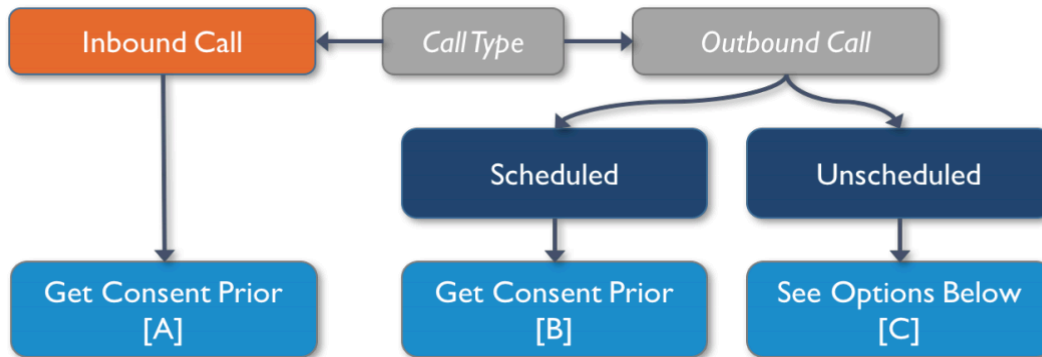 Inbound Call
Call Type
Outbound Call
Scheduled
Unscheduled
Get Consent Prior
[A]
Get Consent Prior
[B]
See Options Below
[C]